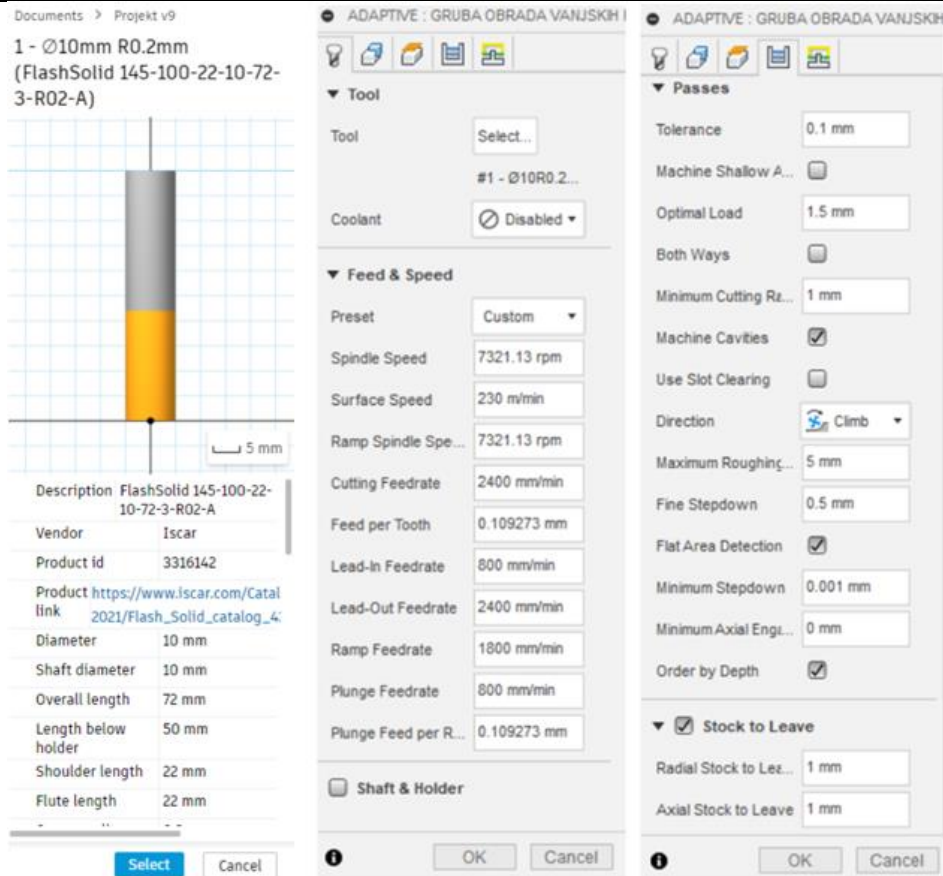 Documents > Projekt v9
1 - ∅10mm R0.2mm
(FlashSolid 145-100-22-10-72-
3-R02-A)
5 mm
Description FlashSolid 145-100-22-
10-72-3-R02-A
Vendor Iscar
Product id 3316142
Product link https://www.iscar.com/Catal
2021/Flash_Solid_catalog_4:
Diameter 10 mm
Shaft diameter 10 mm
Overall length 72 mm
Length below holder 50 mm
Shoulder length 22 mm
Flute length 22 mm
Select Cancel
ADAPTIVE : GRUBA OBRADA VANJSKIH
Tool
Tool Select...
#1 - Ø10R0.2...
Coolant Disabled
Feed & Speed
Preset Custom
Spindle Speed 7321.13 rpm
Surface Speed 230 m/min
Ramp Spindle Spe... 7321.13 rpm
Cutting Feedrate 2400 mm/min
Feed per Tooth 0.109273 mm
Lead-In Feedrate 800 mm/min
Lead-Out Feedrate 2400 mm/min
Ramp Feedrate 1800 mm/min
Plunge Feedrate 800 mm/min
Plunge Feed per R... 0.109273 mm
Shaft & Holder
OK Cancel
ADAPTIVE : GRUBA OBRADA VANJSKIH
Passes
Tolerance 0.1 mm
Machine Shallow A...
Optimal Load 1.5 mm
Both Ways
Minimum Cutting Ra... 1 mm
Machine Cavities
Use Slot Clearing
Direction Climb
Maximum Roughing... 5 mm
Fine Stepdown 0.5 mm
Flat Area Detection
Minimum Stepdown 0.001 mm
Minimum Axial Enga... 0 mm
Order by Depth
Stock to Leave
Radial Stock to Lea... 1 mm
Axial Stock to Leave 1 mm
OK Cancel